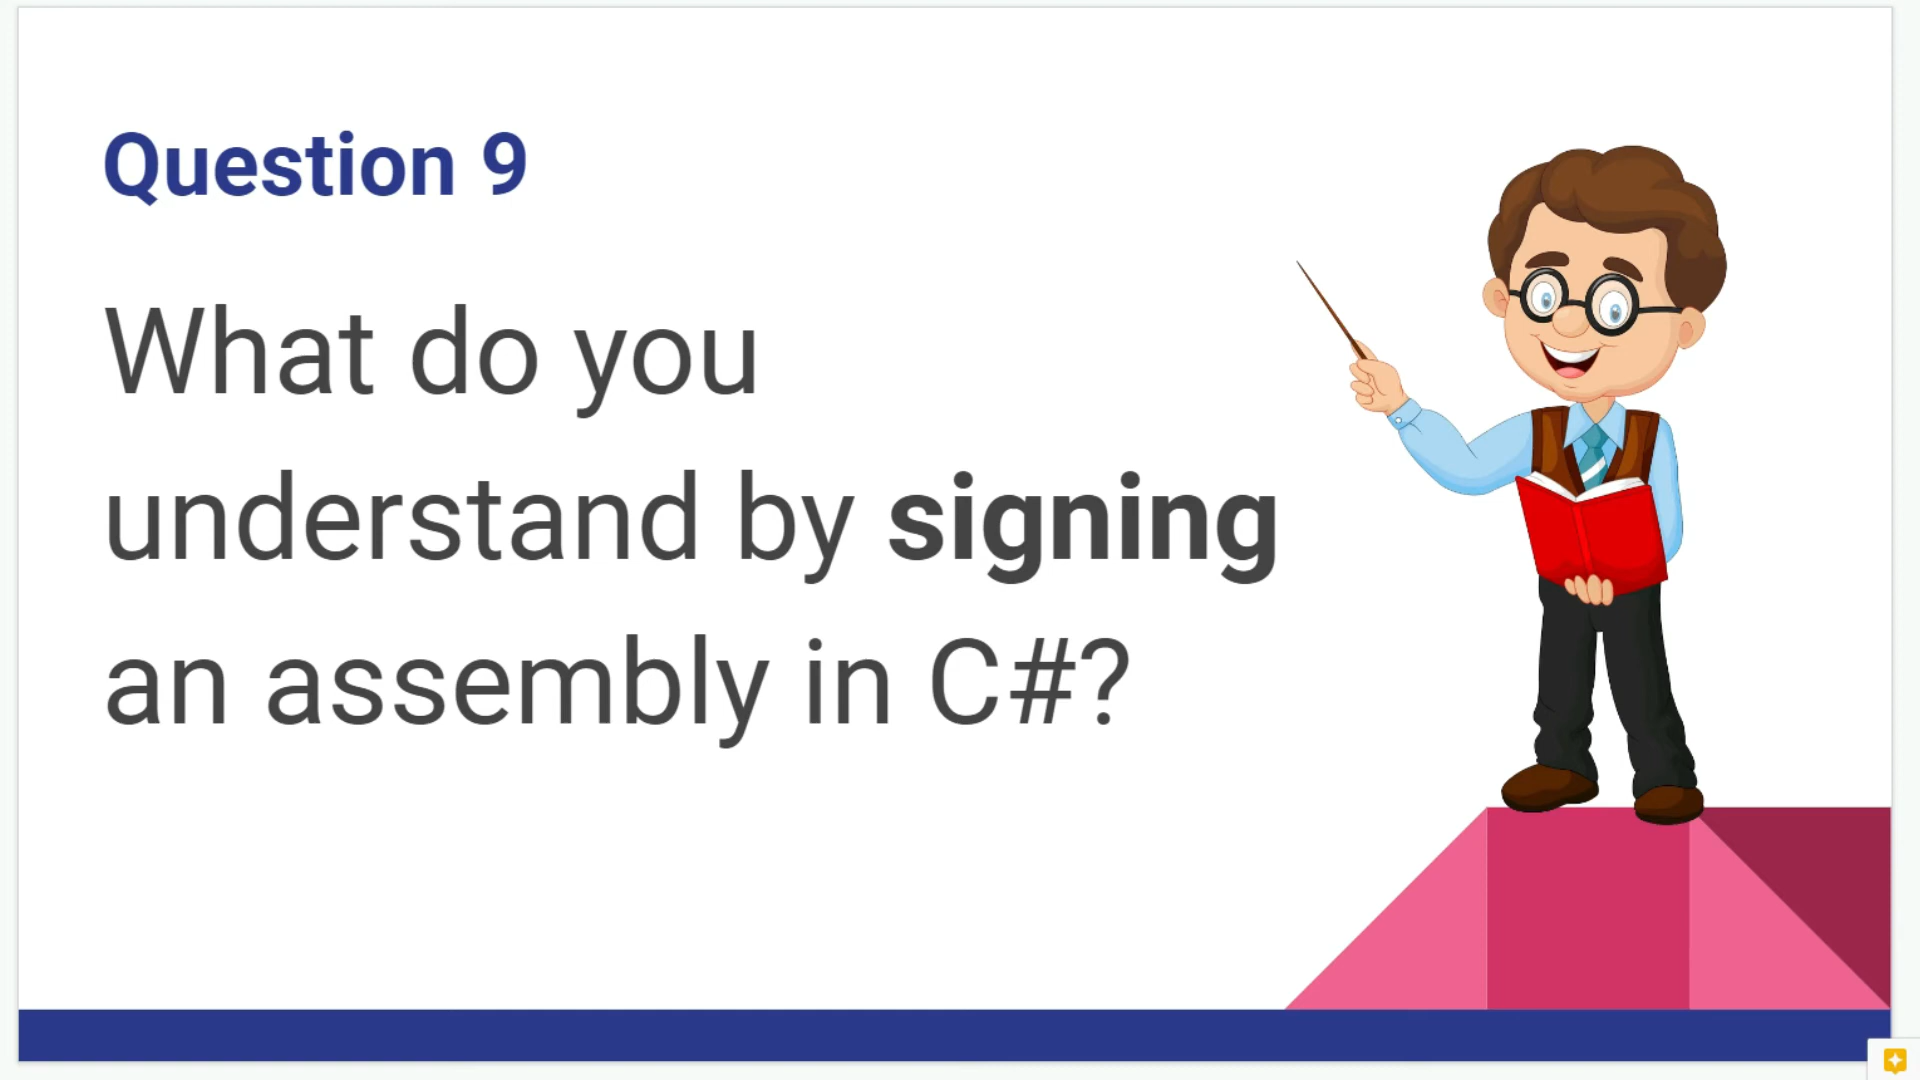 Question 9
What do you
understand by signing
an assembly in C#?